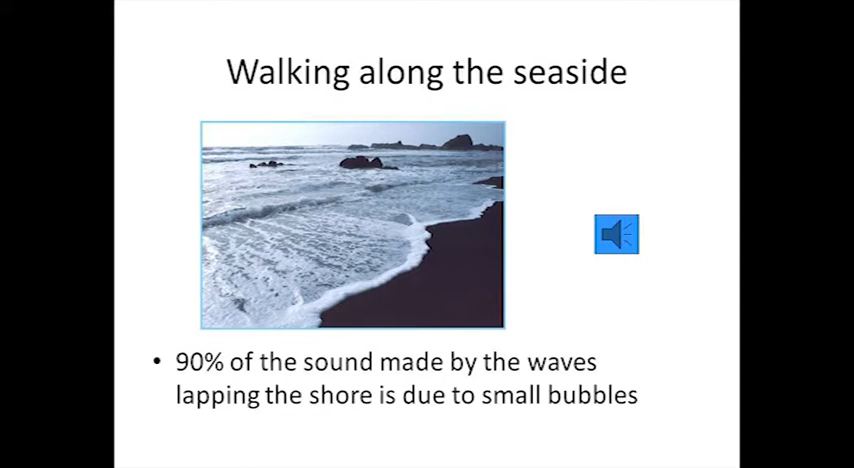 Walking along the seaside
• 90% of the sound made by the waves
lapping the shore is due to small bubbles